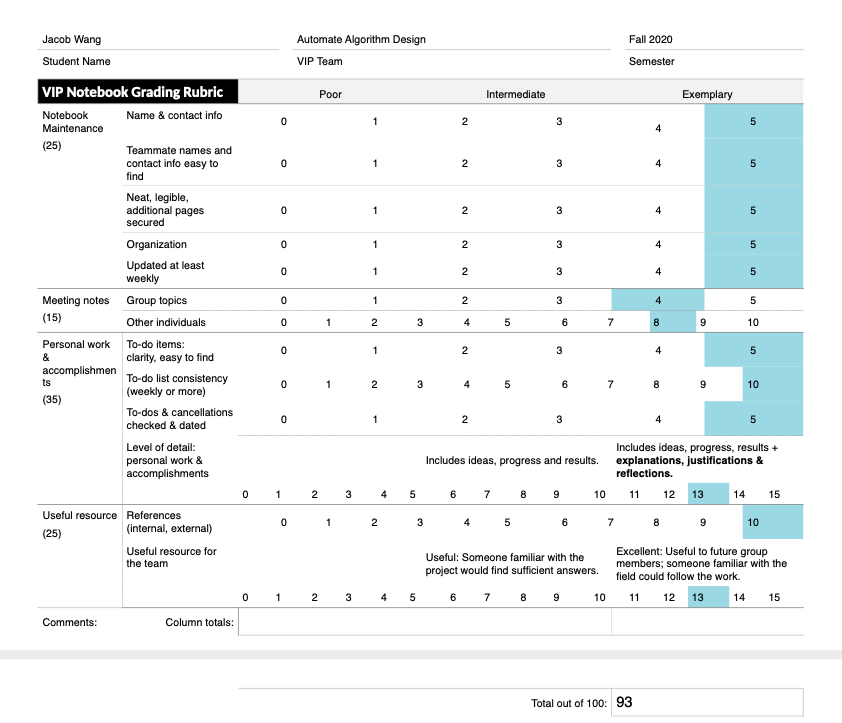 Jacob Wang Automate Algorithm Design Fall 2020
Student Name VIP Team Semester
VIP Notebook Grading Rubric Poor Intermediate Exemplary
Notebook
Maintenance
(25)
Name & contact info 0 1 2 3 4 5
Teammate names and
contact info easy to
find
0 1 2 3 4 5
Neat, legible,
additional pages
secured
0 1 2 3 4 5
Organization 0 1 2 3 4 5
Updated at least
weekly
0 1 2 3 4 5
Meeting notes
(15)
Group topics 0 1 2 3 4 5
Other individuals 0 1 2 3 4 5 6 7 8 9 10
Personal work
&
accomplishmen
ts
(35)
To-do items:
clarity, easy to find
0 1 2 3 4 5
To-do list consistency
(weekly or more)
0 1 2 3 4 5 6 7 8 9 10
To-dos & cancellations
checked & dated
0 1 2 3 4 5
Level of detail:
personal work &
accomplishments
Includes ideas, progress and results.
Includes ideas, progress, results +
explanations, justifications &
reflections.
0 1 2 3 4 5 6 7 8 9 10 11 12 13 14 15
Useful resource
(25)
References
(internal, external)
0 1 2 3 4 5 6 7 8 9 10
Useful resource for
the team
Useful: Someone familiar with the
project would find sufficient answers.
Excellent: Useful to future group
members; someone familiar with the
field could follow the work.
0 1 2 3 4 5 6 7 8 9 10 11 12 13 14 15
Comments: Column totals:
Total out of 100: 93